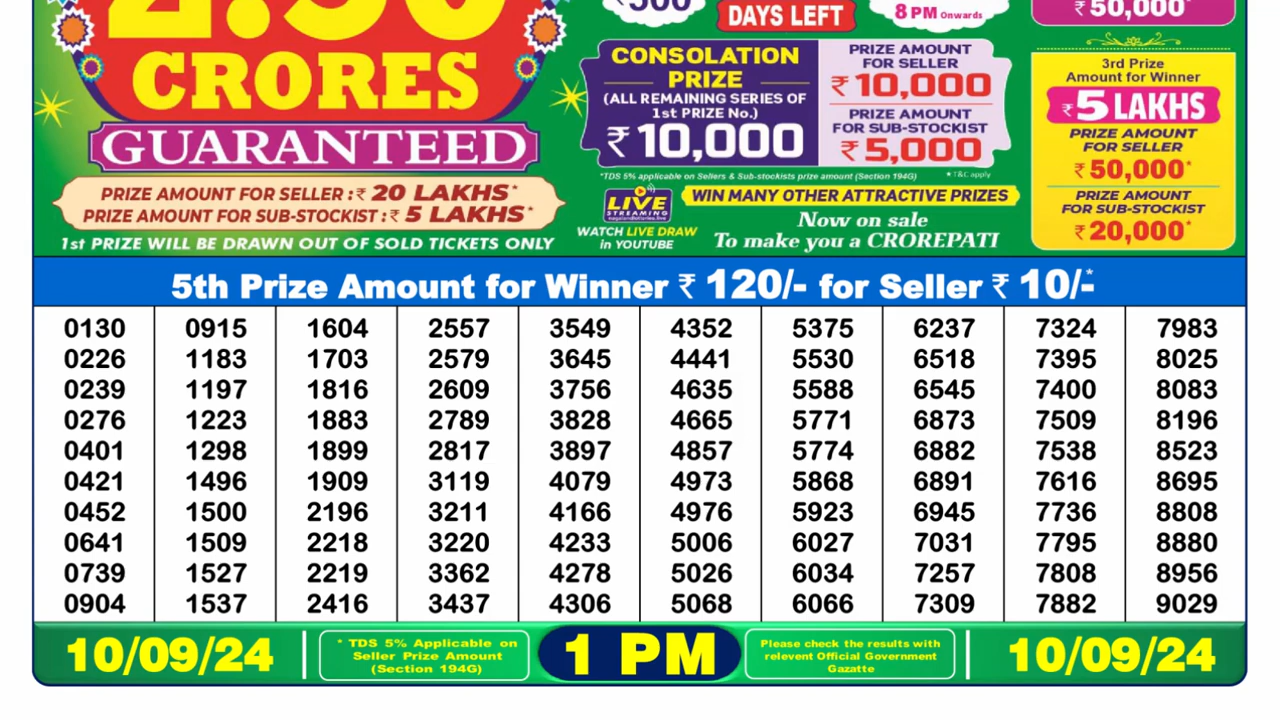 2.50
CRORES
GUARANTEED
PRIZE AMOUNT FOR SELLER : ₹ 20 LAKHS*
PRIZE AMOUNT FOR SUB-STOCKIST : ₹ 5 LAKHS*
1st PRIZE WILL BE DRAWN OUT OF SOLD TICKETS ONLY
₹500
DAYS LEFT
8 PM Onwards
CONSOLATION
PRIZE
(ALL REMAINING SERIES OF
1st PRIZE No.)
₹ 10,000
PRIZE AMOUNT
FOR SELLER
₹ 10,000
PRIZE AMOUNT
FOR SUB-STOCKIST
₹ 5,000
*TDS 5% applicable on Sellers & Sub-stockists prize amount (Section 194G)
* T&C apply
LIVE
STREAMING
WATCH LIVE DRAW
in YOUTUBE
WIN MANY OTHER ATTRACTIVE PRIZES
Now on sale
To make you a CROREPATI
₹ 50,000*
3rd Prize
Amount for Winner
₹ 5 LAKHS
PRIZE AMOUNT
FOR SELLER
₹ 50,000*
PRIZE AMOUNT
FOR SUB-STOCKIST
₹ 20,000*
5th Prize Amount for Winner ₹ 120/- for Seller ₹ 10/-*
0130 0915 1604 2557 3549 4352 5375 6237 7324 7983
0226 1183 1703 2579 3645 4441 5530 6518 7395 8025
0239 1197 1816 2609 3756 4635 5588 6545 7400 8083
0276 1223 1883 2789 3828 4665 5771 6873 7509 8196
0401 1298 1899 2817 3897 4857 5774 6882 7538 8523
0421 1496 1909 3119 4079 4973 5868 6891 7616 8695
0452 1500 2196 3211 4166 4976 5923 6945 7736 8808
0641 1509 2218 3220 4233 5006 6027 7031 7795 8880
0739 1527 2219 3362 4278 5026 6034 7257 7808 8956
0904 1537 2416 3437 4306 5068 6066 7309 7882 9029
10/09/24
* TDS 5% Applicable on
Seller Prize Amount
(Section 194G)
1 PM
Please check the results with
relevent Official Government
Gazatte
10/09/24